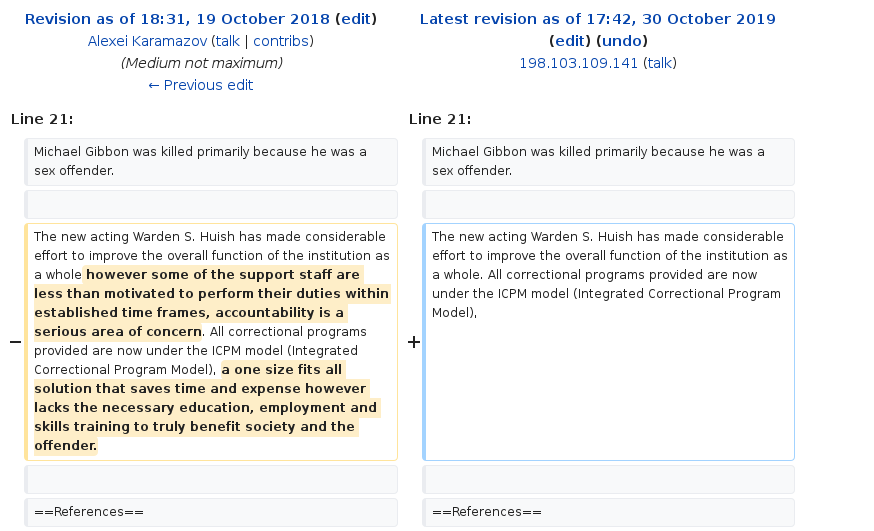 Revision as of 18:31, 19 October 2018 (edit)
Alexei Karamazov (talk | contribs)
(Medium not maximum)
← Previous edit
Latest revision as of 17:42, 30 October 2019
(edit) (undo)
198.103.109.141 (talk)
Line 21:
Line 21:
Michael Gibbon was killed primarily because he was a
sex offender.
Michael Gibbon was killed primarily because he was a
sex offender.
−
The new acting Warden S. Huish has made considerable
effort to improve the overall function of the institution as
a whole however some of the support staff are
less than motivated to perform their duties within
established time frames, accountability is a
serious area of concern. All correctional programs
provided are now under the ICPM model (Integrated
Correctional Program Model), a one size fits all
solution that saves time and expense however
lacks the necessary education, employment and
skills training to truly benefit society and the
offender.
+
The new acting Warden S. Huish has made considerable
effort to improve the overall function of the institution as
a whole. All correctional programs provided are now
under the ICPM model (Integrated Correctional Program
Model),
==References==
==References==